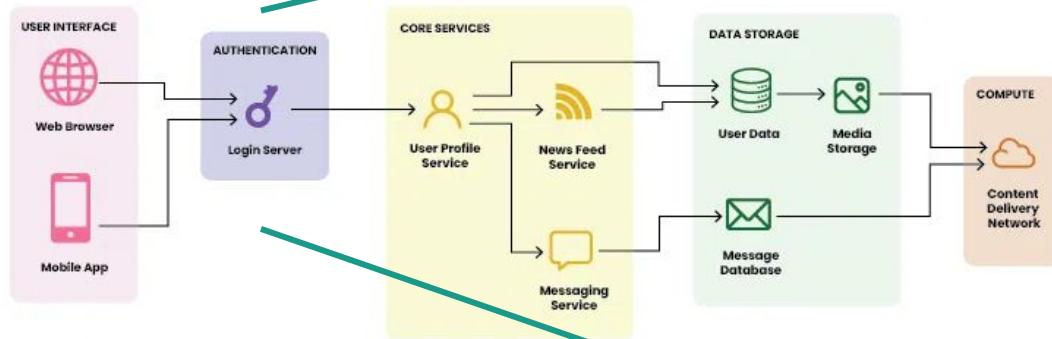 USER INTERFACE
Web Browser
Mobile App
AUTHENTICATION
Login Server
CORE SERVICES
User Profile
Service
News Feed
Service
Messaging
Service
DATA STORAGE
User Data
Media
Storage
Message
Database
COMPUTE
Content
Delivery
Network